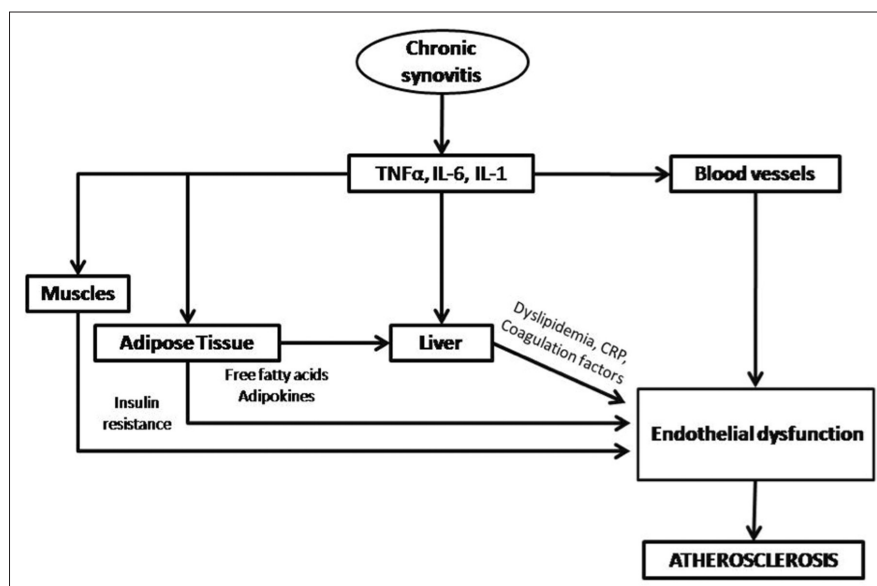 Chronic
synovitis
TNFα, IL-6, IL-1
Blood vessels
Muscles
Adipose Tissue
Liver
Dyslipidemia, CRP,
Coagulation factors
Free fatty acids
Adipokines
Insulin
resistance
Endothelial dysfunction
ATHEROSCLEROSIS